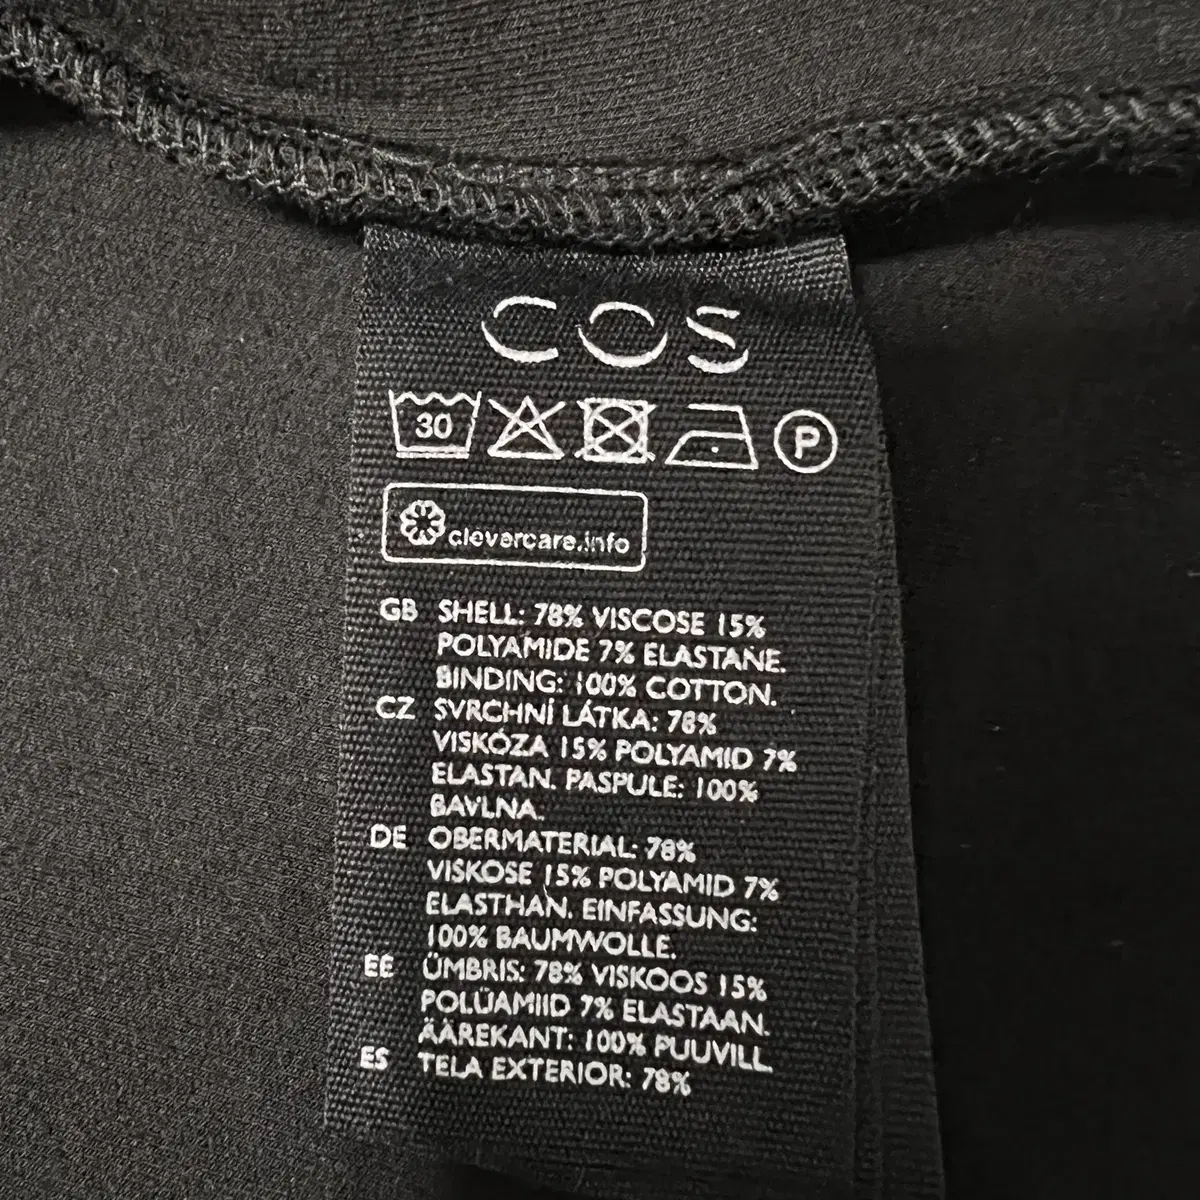 COS
30
P
clevercare.info
GB SHELL: 78% VISCOSE 15%
POLYAMIDE 7% ELASTANE.
BINDING: 100% COTTON.
CZ SVRCHNÍ LÁTKA: 78%
VISKÓZA 15% POLYAMID 7%
ELASTAN. PASPULE: 100%
BAVLNA.
DE OBERMATERIAL: 78%
VISKOSE 15% POLYAMID 7%
ELASTHAN. EINFASSUNG:
100% BAUMWOLLE.
EE ÜMBRIS: 78% VISKOOS 15%
POLÜAMIID 7% ELASTAAN.
ÄÄREKANT: 100% PUUVILL
ES TELA EXTERIOR: 78%